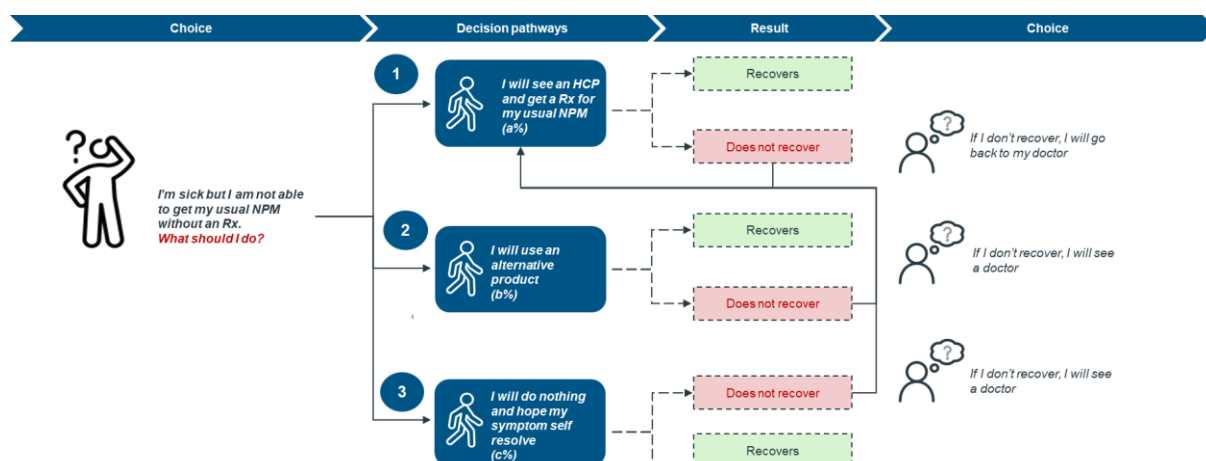 Choice
Decision pathways
Result
Choice
1
I will see an HCP
and get a Rx for
my usual NPM
(a%)
Recovers
Does not recover
?
If I don't recover, I will go
back to my doctor
?
I'm sick but I am not able
to get my usual NPM
without an Rx.
What should I do?
2
I will use an
alternative
product
(b%)
Recovers
Does not recover
?
If I don't recover, I will see
a doctor
3
I will do nothing
and hope my
symptom self
resolve
(c%)
Does not recover
Recovers
?
If I don't recover, I will see
a doctor